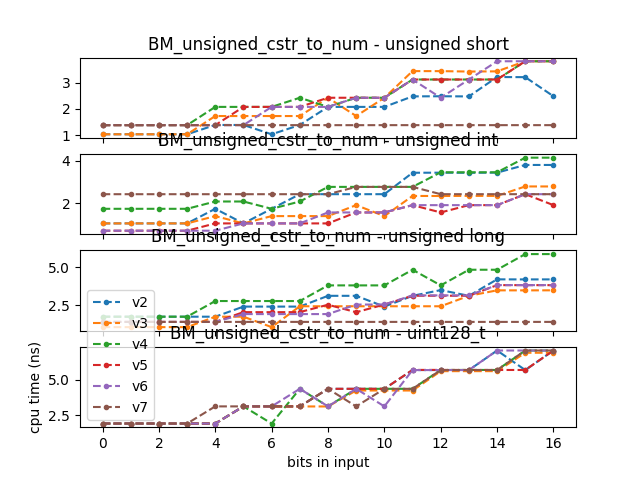 BM_unsigned_cstr_to_num - unsigned short
3
2
1
BM_unsigned_cstr_to_num - unsigned int
4
2
BM_unsigned_cstr_to_num - unsigned long
5.0
2.5
BM_unsigned_cstr_to_num - uint128_t
5.0
2.5
v2
v3
v4
v5
v6
v7
cpu time (ns)
0 2 4 6 8 10 12 14 16
bits in input